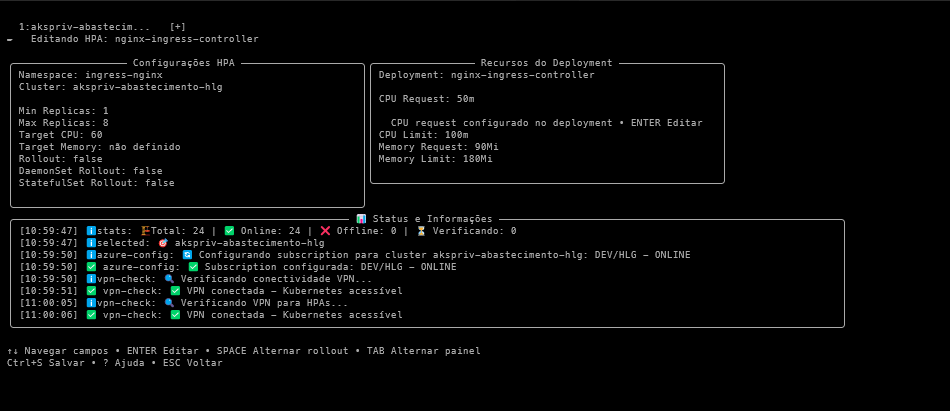 1:akspriv-abastecim... [+]
Editando HPA: nginx-ingress-controller
Configurações HPA
Namespace: ingress-nginx
Cluster: akspriv-abastecimento-hlg
Min Replicas: 1
Max Replicas: 8
Target CPU: 60
Target Memory: não definido
Rollout: false
DaemonSet Rollout: false
StatefulSet Rollout: false
Recursos do Deployment
Deployment: nginx-ingress-controller
CPU Request: 50m
CPU request configurado no deployment • ENTER Editar
CPU Limit: 100m
Memory Request: 90Mi
Memory Limit: 180Mi
📊 Status e Informações
[10:59:47] ℹ️stats: 🏗️Total: 24 | ✅ Online: 24 | ❌ Offline: 0 | ⏳ Verificando: 0
[10:59:47] ℹ️selected: 🎯 akspriv-abastecimento-hlg
[10:59:50] ℹ️azure-config: 🔄 Configurando subscription para cluster akspriv-abastecimento-hlg: DEV/HLG - ONLINE
[10:59:50] ✅ azure-config: ✅ Subscription configurada: DEV/HLG - ONLINE
[10:59:50] ℹ️vpn-check: 🔍 Verificando conectividade VPN...
[10:59:51] ✅ vpn-check: ✅ VPN conectada - Kubernetes acessível
[11:00:05] ℹ️vpn-check: 🔍 Verificando VPN para HPAs...
[11:00:06] ✅ vpn-check: ✅ VPN conectada - Kubernetes acessível
↑↓ Navegar campos • ENTER Editar • SPACE Alternar rollout • TAB Alternar painel
Ctrl+S Salvar • ? Ajuda • ESC Voltar